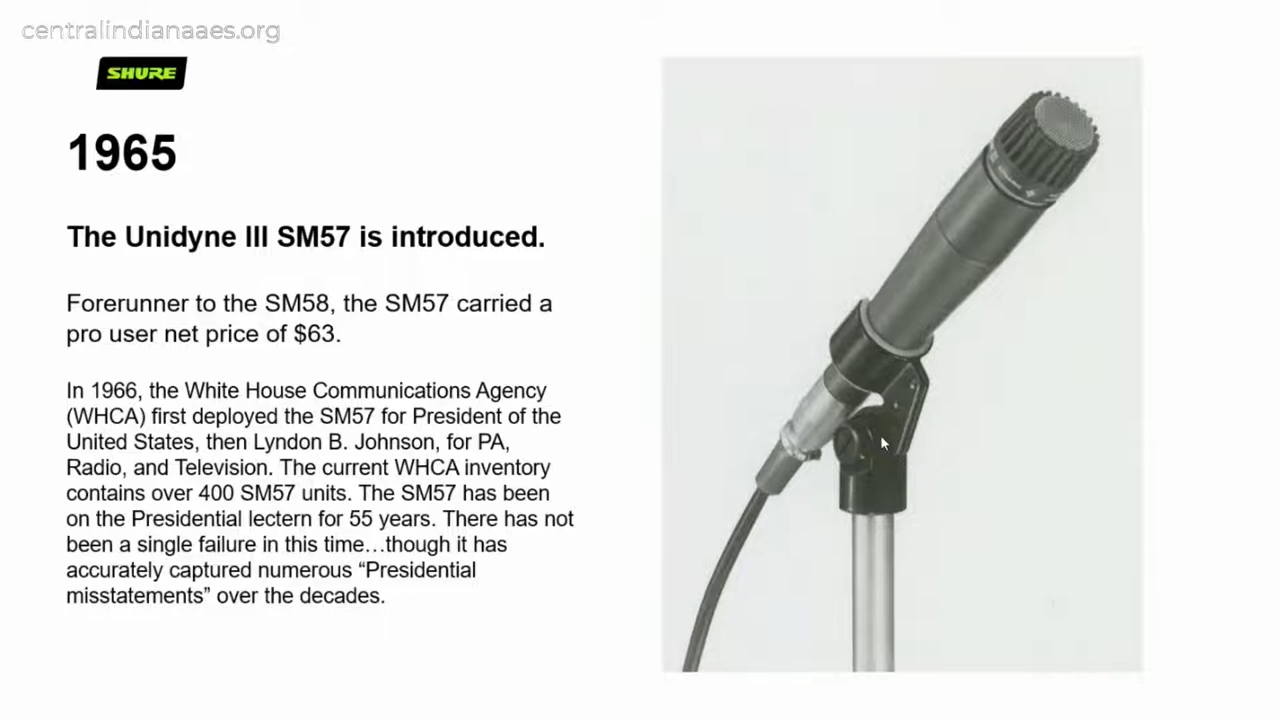 centralindianaaes.org
SHURE
1965
The Unidyne III SM57 is introduced.
Forerunner to the SM58, the SM57 carried a
pro user net price of $63.
In 1966, the White House Communications Agency
(WHCA) first deployed the SM57 for President of the
United States, then Lyndon B. Johnson, for PA,
Radio, and Television. The current WHCA inventory
contains over 400 SM57 units. The SM57 has been
on the Presidential lectern for 55 years. There has not
been a single failure in this time…though it has
accurately captured numerous “Presidential
misstatements” over the decades.